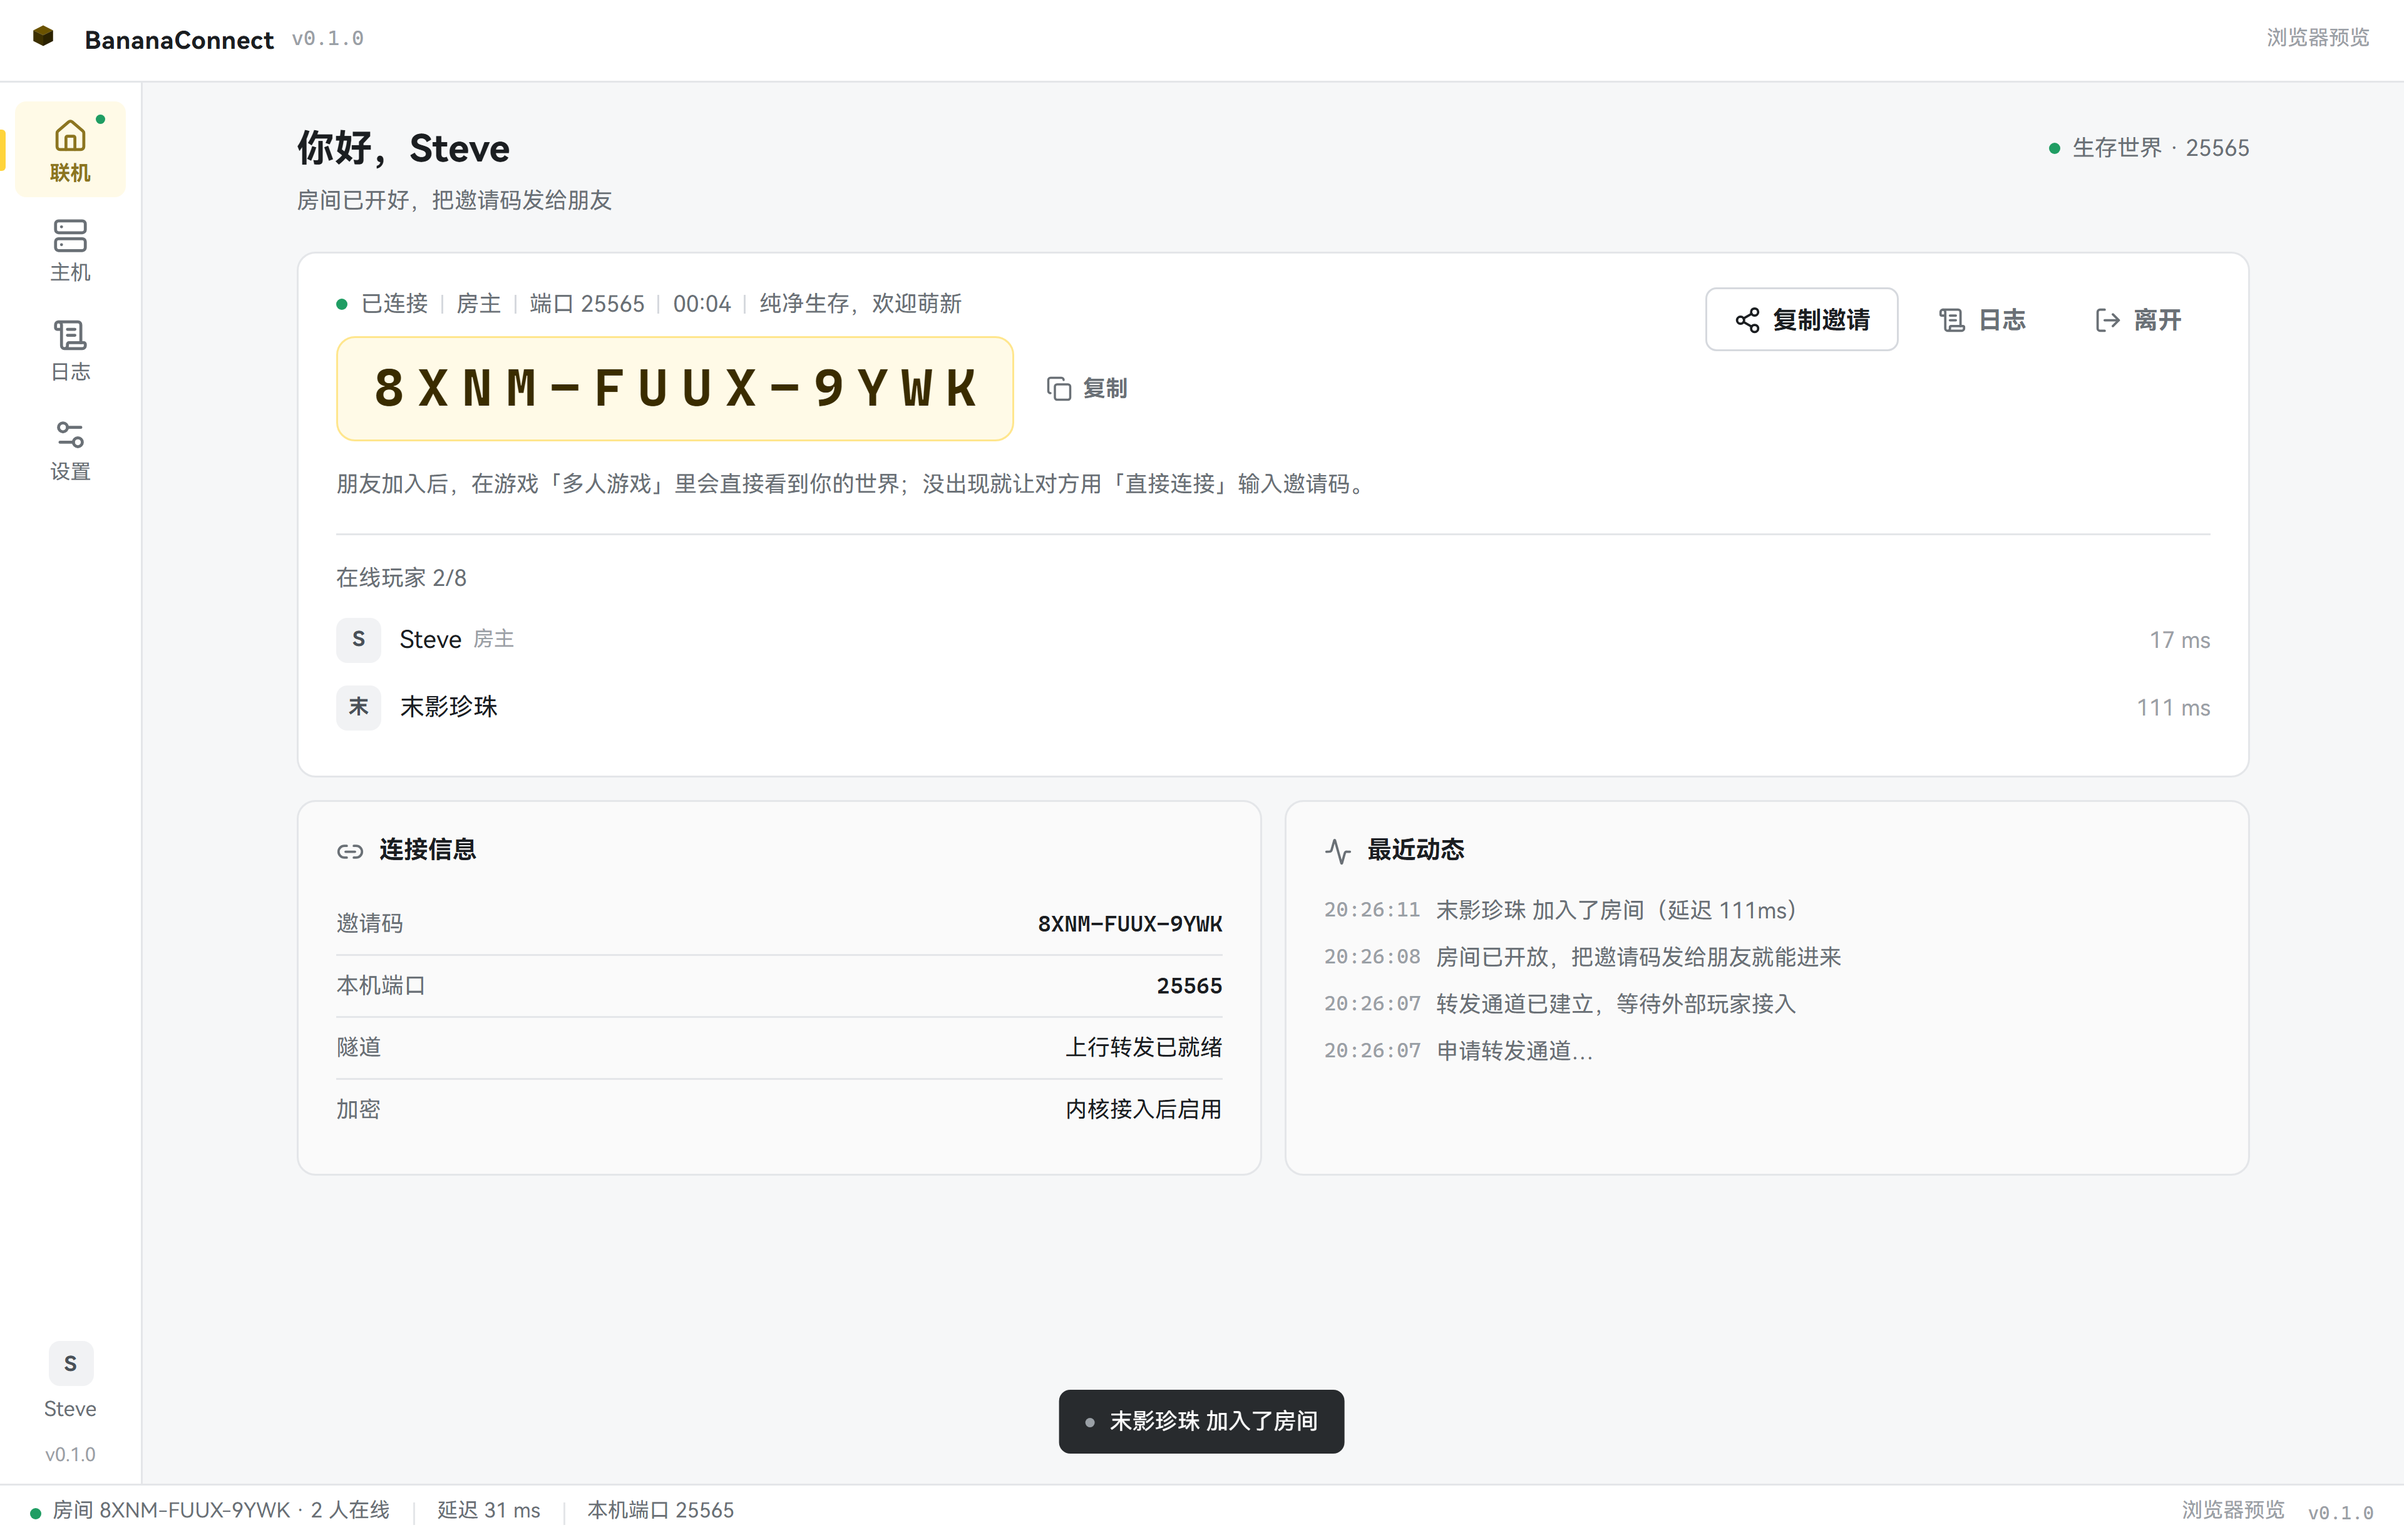 BananaConnect v0.1.0
浏览器预览
联机
主机
日志
设置
S
Steve
v0.1.0
你好，Steve
生存世界 · 25565
房间已开好，把邀请码发给朋友
已连接 | 房主 | 端口 25565 | 00:04 | 纯净生存，欢迎萌新
复制邀请
日志
离开
8XNM-FUUX-9YWK
复制
朋友加入后，在游戏「多人游戏」里会直接看到你的世界；没出现就让对方用「直接连接」输入邀请码。
在线玩家 2/8
S Steve 房主 17 ms
末 末影珍珠 111 ms
连接信息
邀请码 8XNM-FUUX-9YWK
本机端口 25565
隧道 上行转发已就绪
加密 内核接入后启用
最近动态
20:26:11 末影珍珠 加入了房间（延迟 111ms）
20:26:08 房间已开放，把邀请码发给朋友就能进来
20:26:07 转发通道已建立，等待外部玩家接入
20:26:07 申请转发通道…
末影珍珠 加入了房间
房间 8XNM-FUUX-9YWK · 2 人在线 | 延迟 31 ms | 本机端口 25565
浏览器预览 v0.1.0